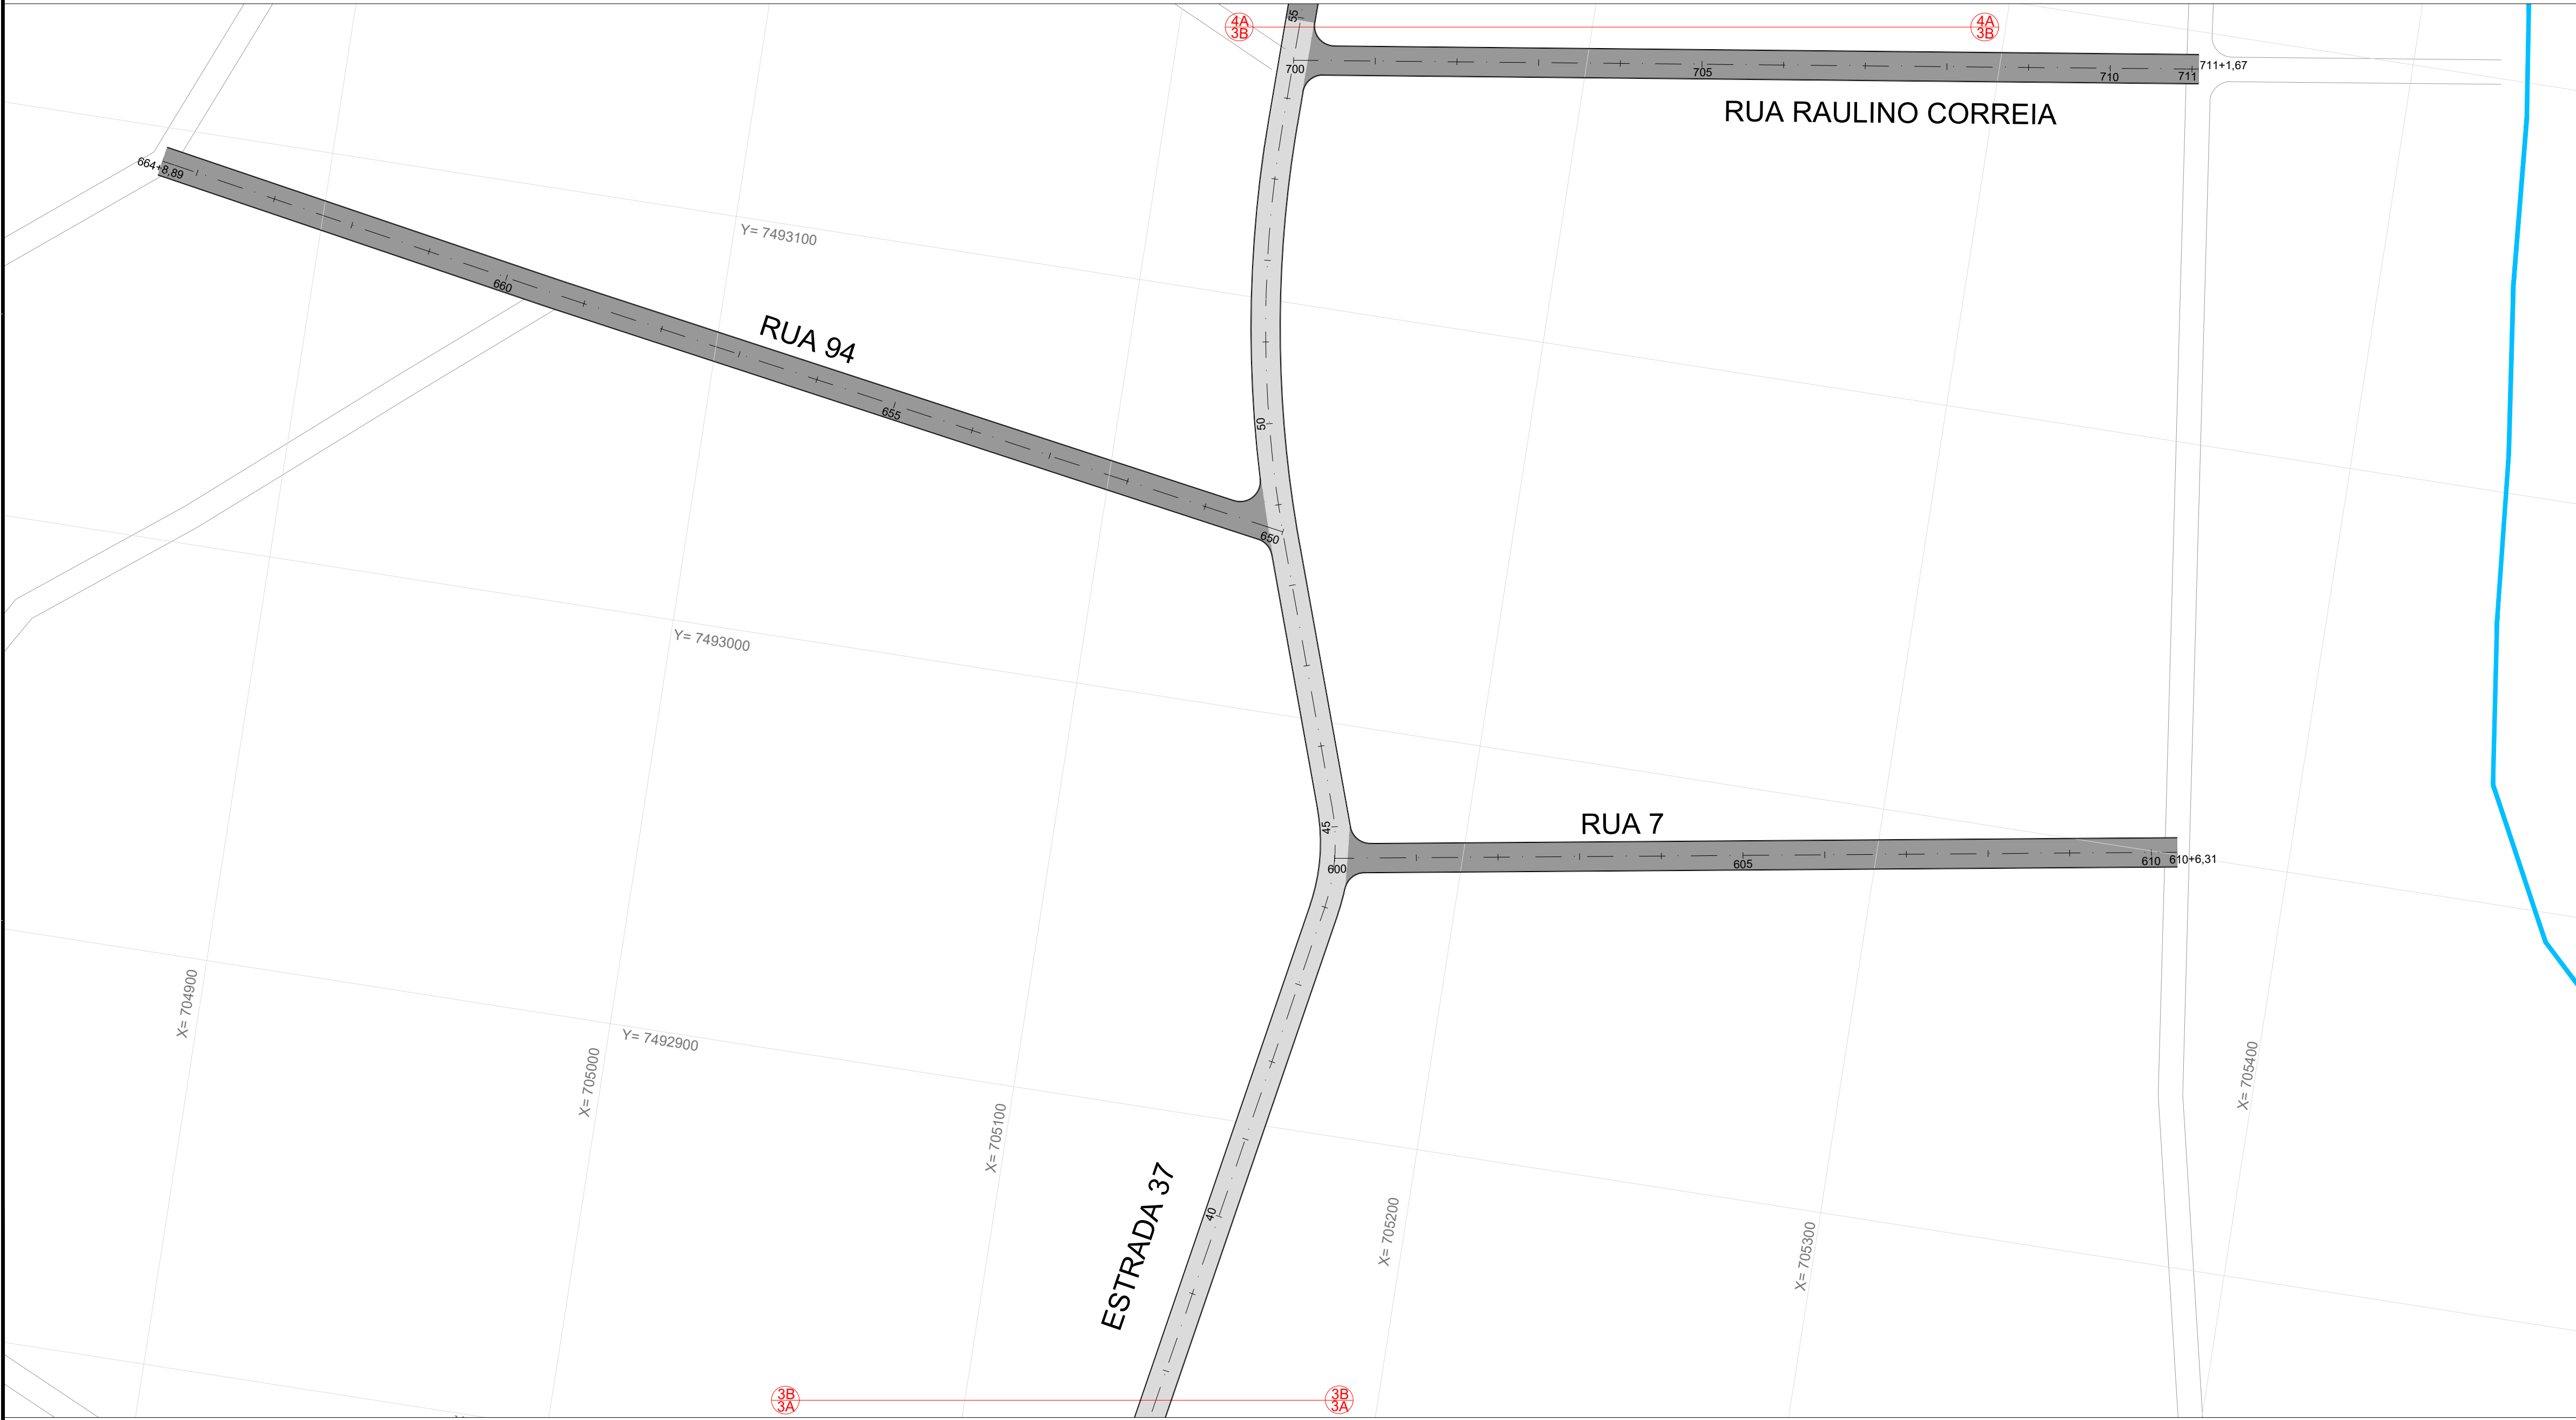 55
4A
3B
4A
3B
700
705
710
711
711+1,67
RUA RAULINO CORREIA
664+8,89
Y= 7493100
660
RUA 94
655
50
650
Y= 7493000
45
RUA 7
600
605
610
610+6,31
X= 704900
Y= 7492900
X= 705000
X= 705100
X= 705200
X= 705300
X= 705400
40
ESTRADA 37
3B
3A
3B
3A